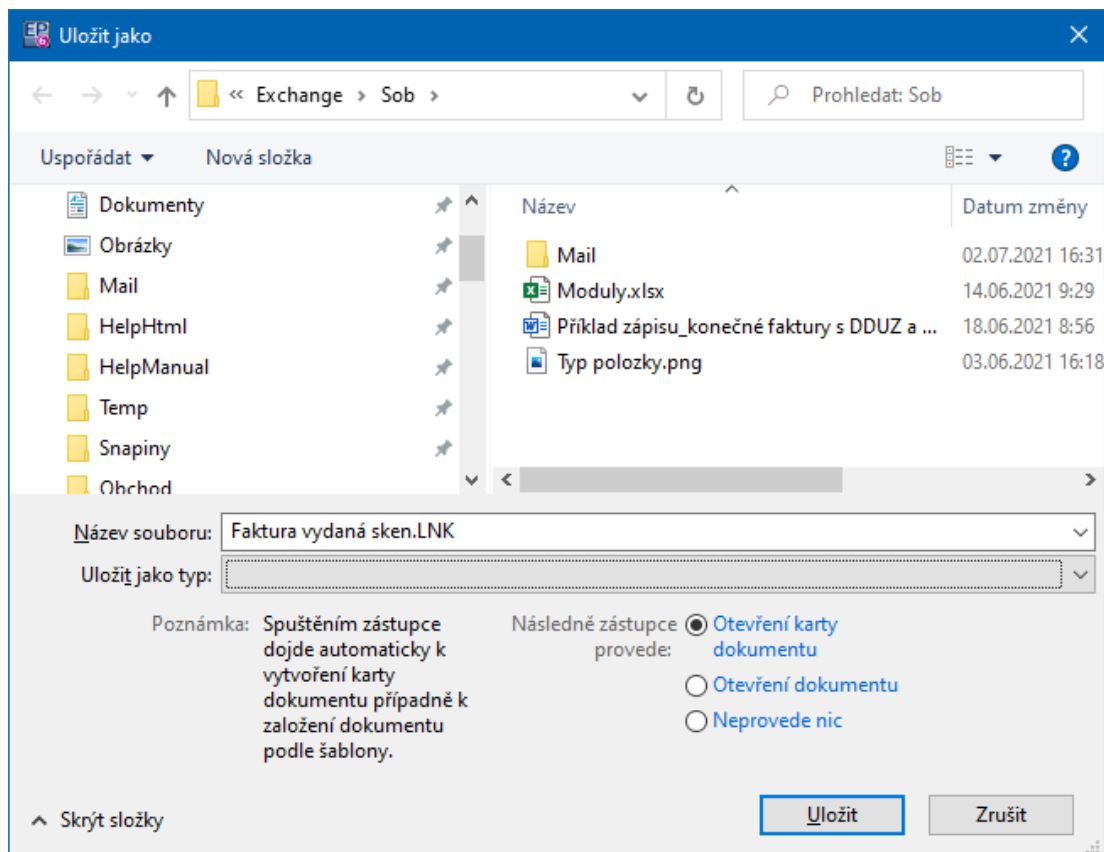 Uložit jako
« Exchange › Sob ›
Prohledat: Sob
Uspořádat
Nová složka
?
Dokumenty
Obrázky
Mail
HelpHtml
HelpManual
Temp
Snapiny
Obchod
Název Datum změny
Mail 02.07.2021 16:31
Moduly.xlsx 14.06.2021 9:29
Příklad zápisu_konečné faktury s DDUZ a ... 18.06.2021 8:56
Typ polozky.png 03.06.2021 16:18
Název souboru: Faktura vydaná sken.LNK
Uložit jako typ:
Poznámka: Spuštěním zástupce
dojde automaticky k
vytvoření karty
dokumentu případně k
založení dokumentu
podle šablony.
Následně zástupce
provede:
Otevření karty
dokumentu
Otevření dokumentu
Neprovede nic
Skrýt složky
Uložit
Zrušit